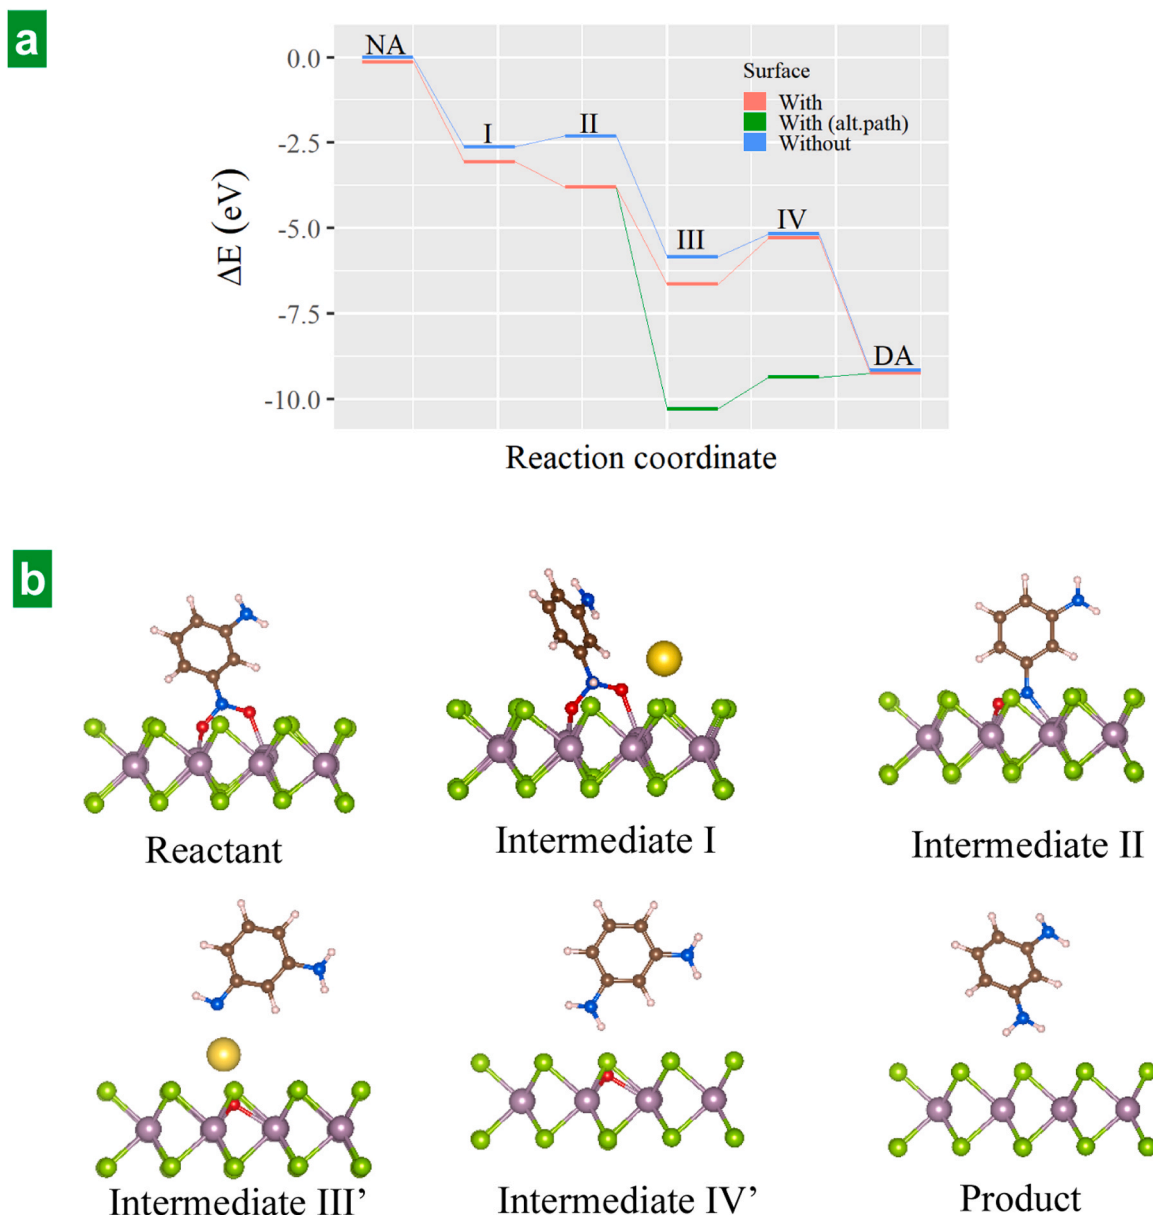 a
NA
I
II
III
IV
DA
Surface
With
With (alt.path)
Without
0.0
-2.5
-5.0
-7.5
-10.0
ΔE (eV)
Reaction coordinate
b
Reactant
Intermediate I
Intermediate II
Intermediate III’
Intermediate IV’
Product